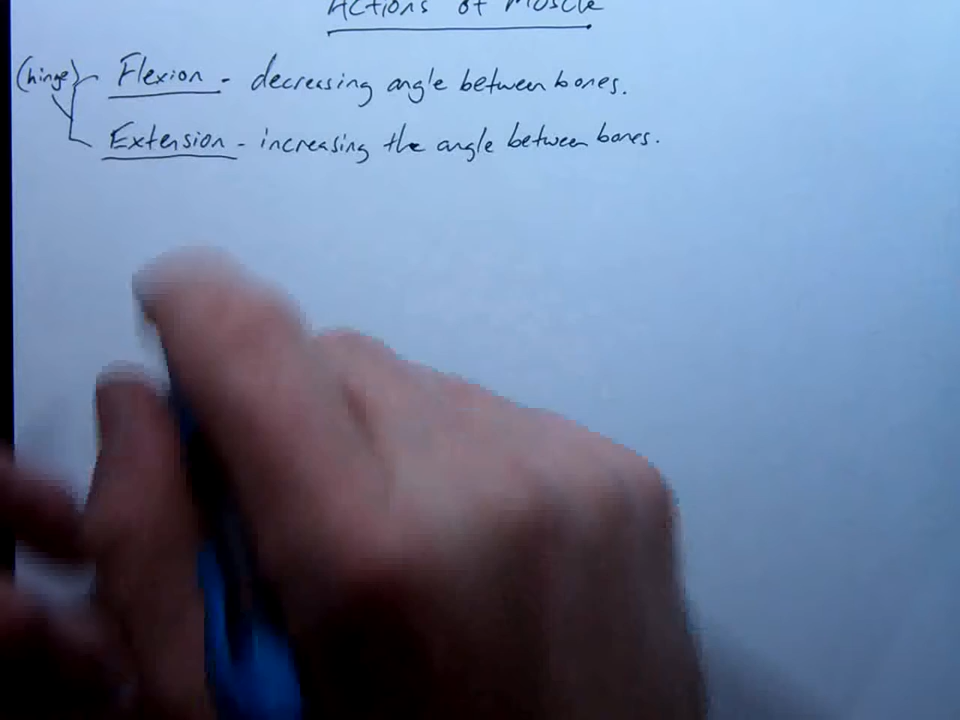 Actions of Muscle
(hinge) Flexion - decreasing angle between bones.
Extension - increasing the angle between bones.